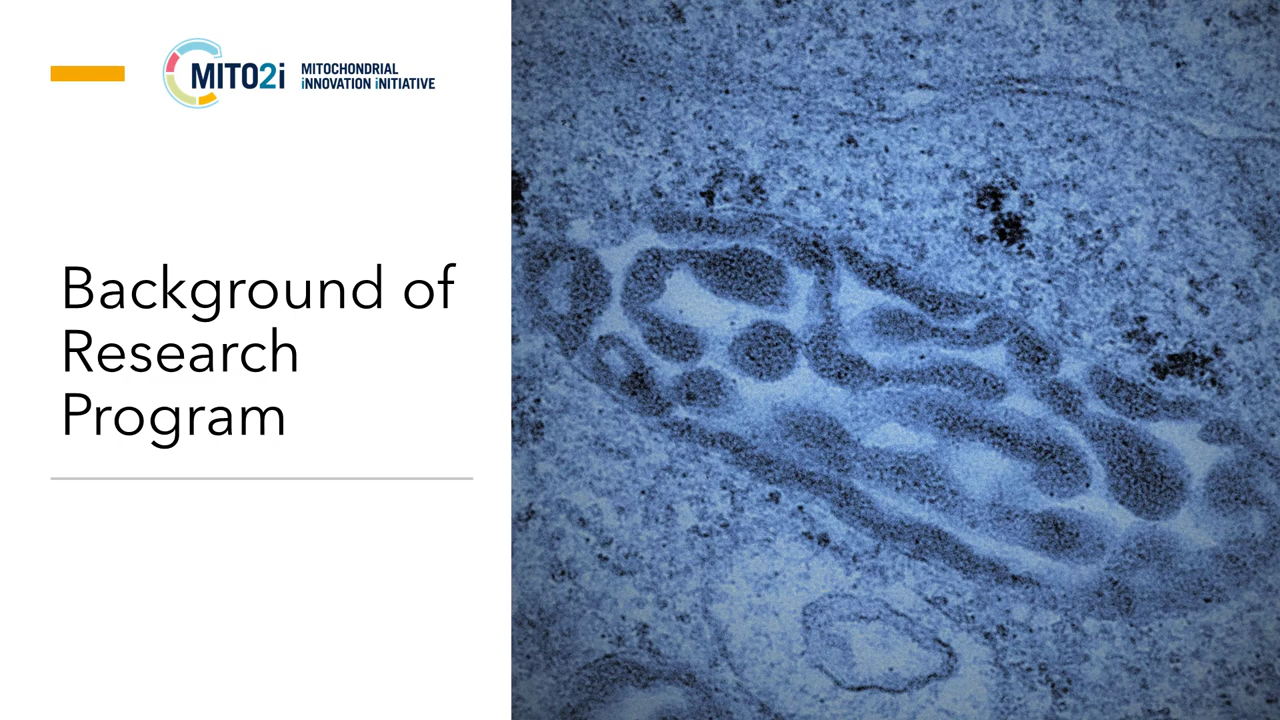 MITO2i
MITOCHONDRIAL
iNNOVATION iNITIATIVE
Background of
Research
Program